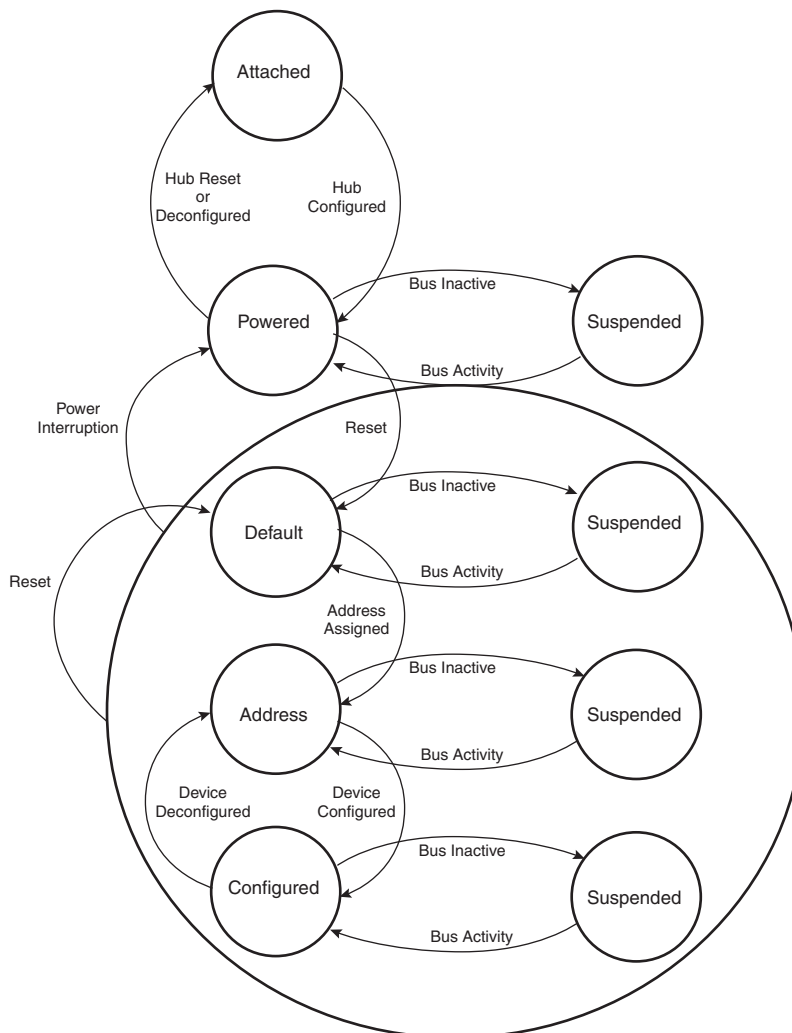 Attached
Hub Reset
or
Deconfigured
Hub
Configured
Powered
Bus Inactive
Suspended
Bus Activity
Power
Interruption
Reset
Default
Bus Inactive
Suspended
Bus Activity
Reset
Address
Assigned
Address
Bus Inactive
Suspended
Bus Activity
Device
Deconfigured
Device
Configured
Configured
Bus Inactive
Suspended
Bus Activity